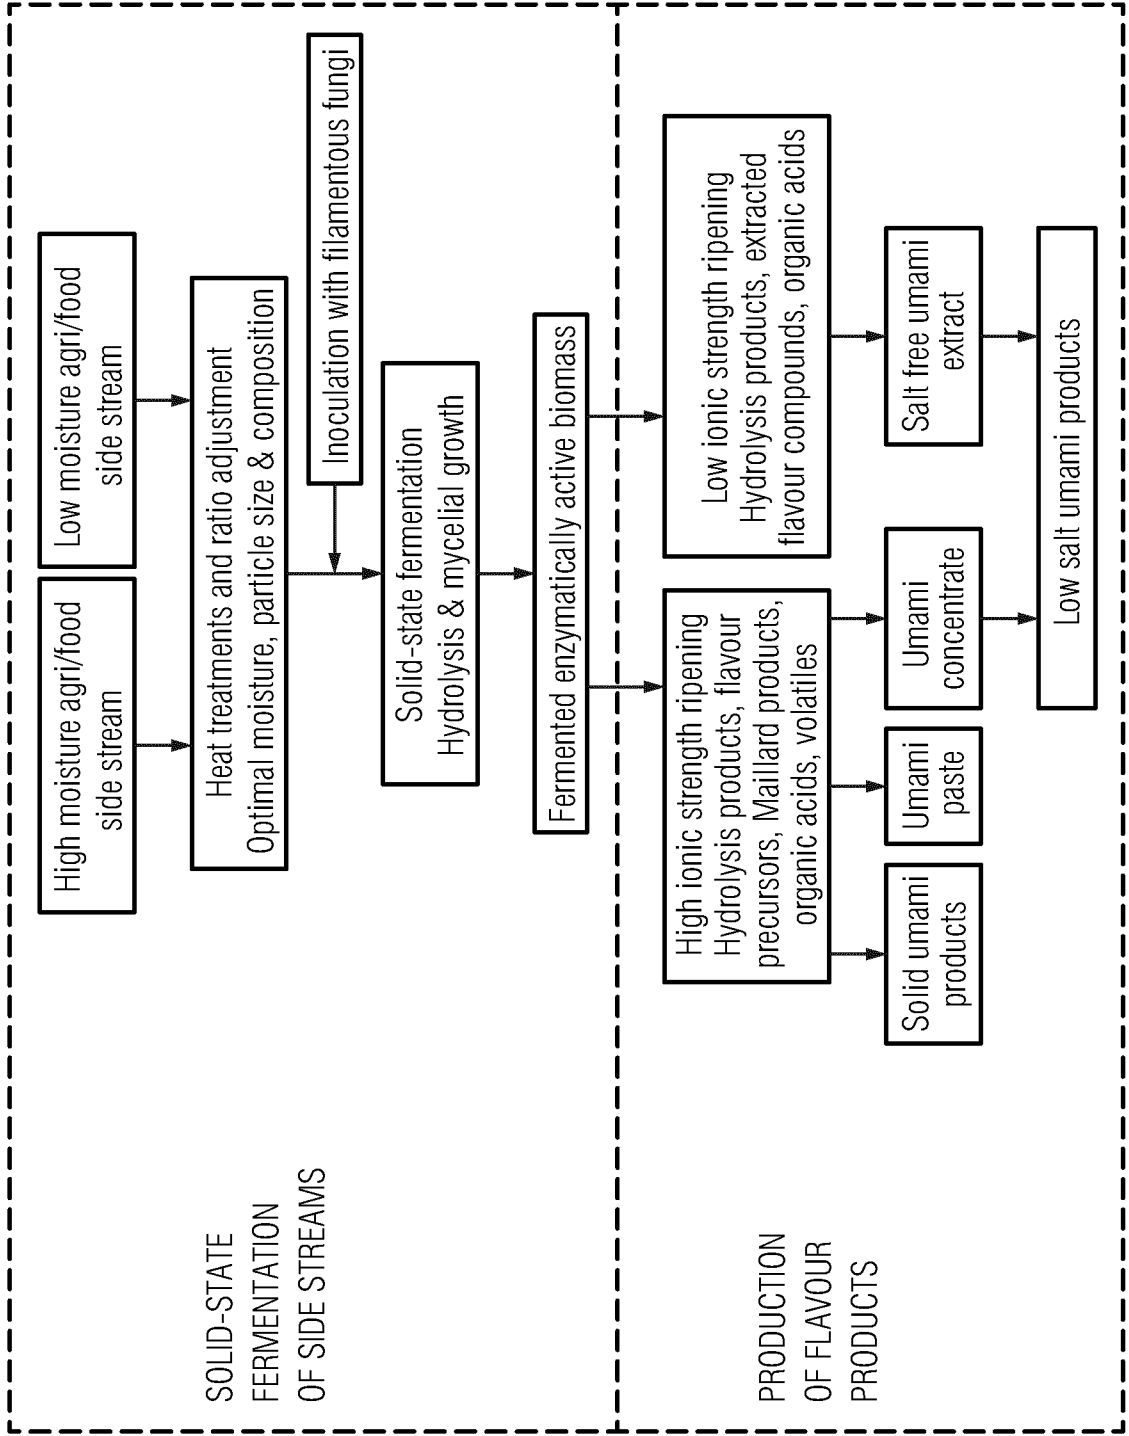 SOLID-STATE
FERMENTATION
OF SIDE STREAMS
High moisture agri/food
side stream
Low moisture agri/food
side stream
Heat treatments and ratio adjustment
Optimal moisture, particle size & composition
Inoculation with filamentous fungi
Solid-state fermentation
Hydrolysis & mycelial growth
Fermented enzymatically active biomass
PRODUCTION
OF FLAVOUR
PRODUCTS
High ionic strength ripening
Hydrolysis products, flavour
precursors, Maillard products,
organic acids, volatiles
Low ionic strength ripening
Hydrolysis products, extracted
flavour compounds, organic acids
Solid umami
products
Umami
paste
Umami
concentrate
Salt free umami
extract
Low salt umami products